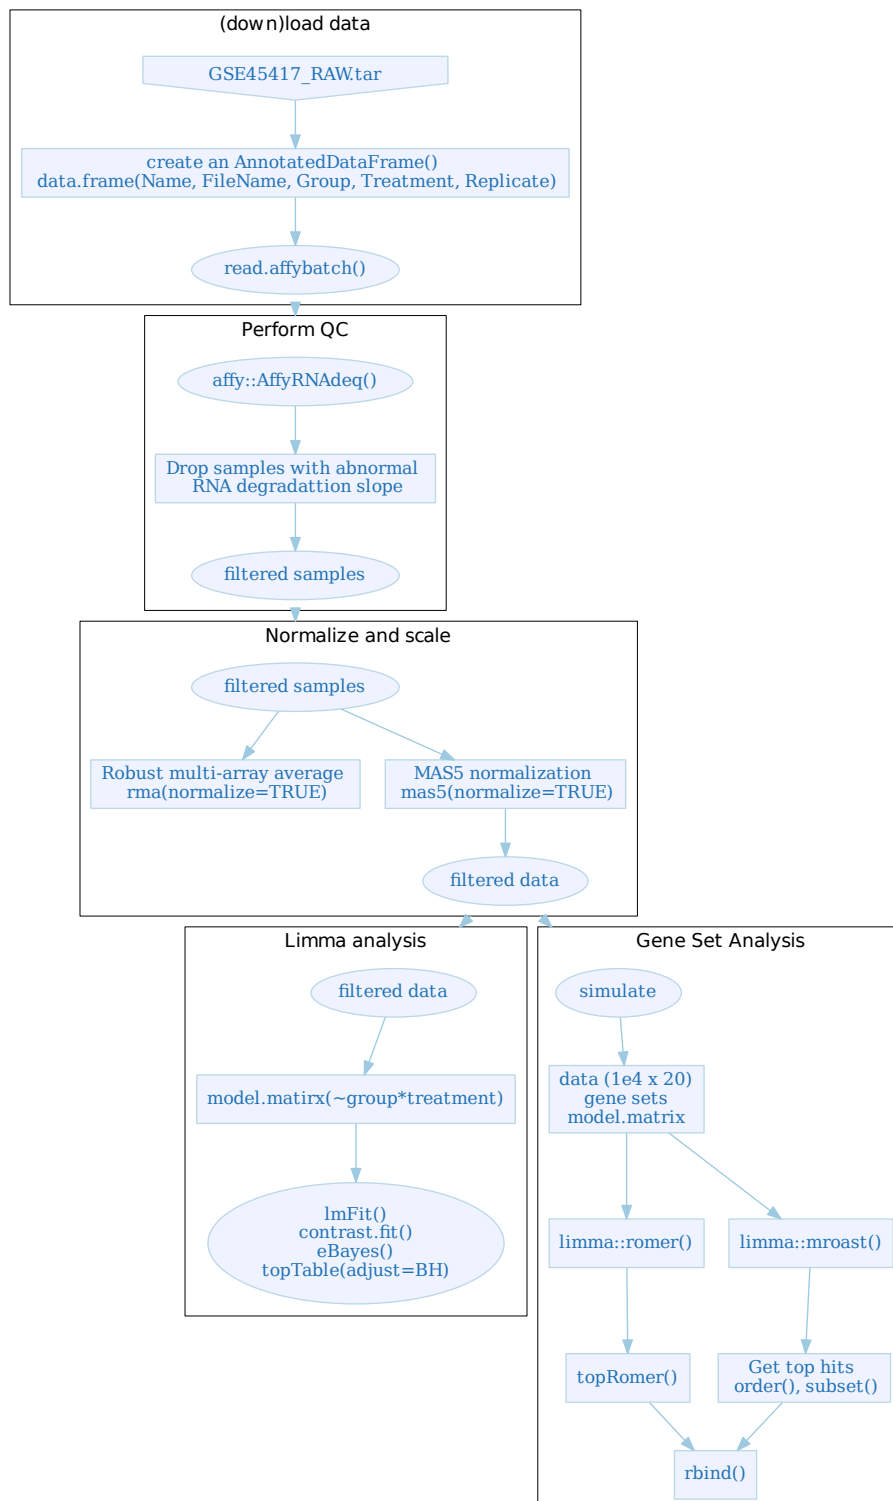 (down)load data
GSE45417_RAW.tar
create an AnnotatedDataFrame()
data.frame(Name, FileName, Group, Treatment, Replicate)
read.affybatch()
Perform QC
affy::AffyRNAdeq()
Drop samples with abnormal
RNA degradattion slope
filtered samples
Normalize and scale
filtered samples
Robust multi-array average
rma(normalize=TRUE)
MAS5 normalization
mas5(normalize=TRUE)
filtered data
Limma analysis
filtered data
model.matirx(~group*treatment)
lmFit()
contrast.fit()
eBayes()
topTable(adjust=BH)
Gene Set Analysis
simulate
data (1e4 x 20)
gene sets
model.matrix
limma::romer()
limma::mroast()
topRomer()
Get top hits
order(), subset()
rbind()